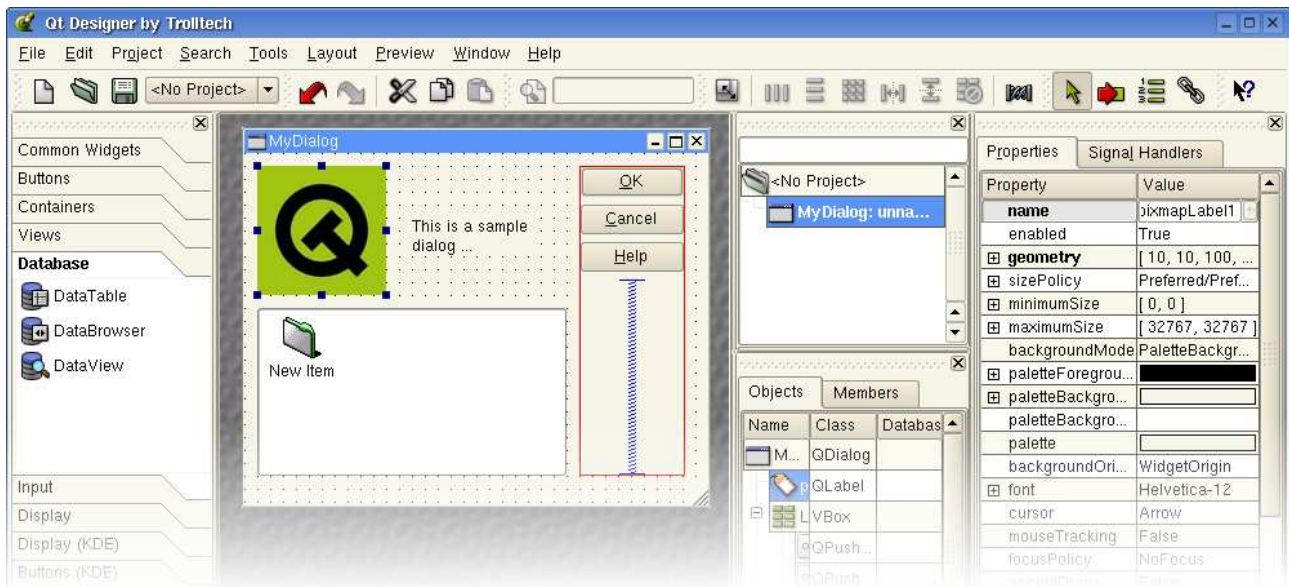 Qt Designer by Trolltech
File Edit Project Search Tools Layout Preview Window Help
<No Project>
Common Widgets
Buttons
Containers
Views
Database
DataTable
DataBrowser
DataView
Input
Display
Display (KDE)
Buttons (KDE)
MyDialog
This is a sample
dialog ...
OK
Cancel
Help
New Item
<No Project>
MyDialog: unna...
Objects Members
Name Class Databas
M... QDialog
p QLabel
L VBox
QPush...
Properties Signal Handlers
Property Value
name pixmapLabel1
enabled True
geometry [ 10, 10, 100, ...
sizePolicy Preferred/Pref...
minimumSize [ 0, 0 ]
maximumSize [ 32767, 32767 ]
backgroundMode PaletteBackgr...
paletteForegrou...
paletteBackgro...
paletteBackgro...
palette
backgroundOri... WidgetOrigin
font Helvetica-12
cursor Arrow
mouseTracking False
focusPolicy NoFocus